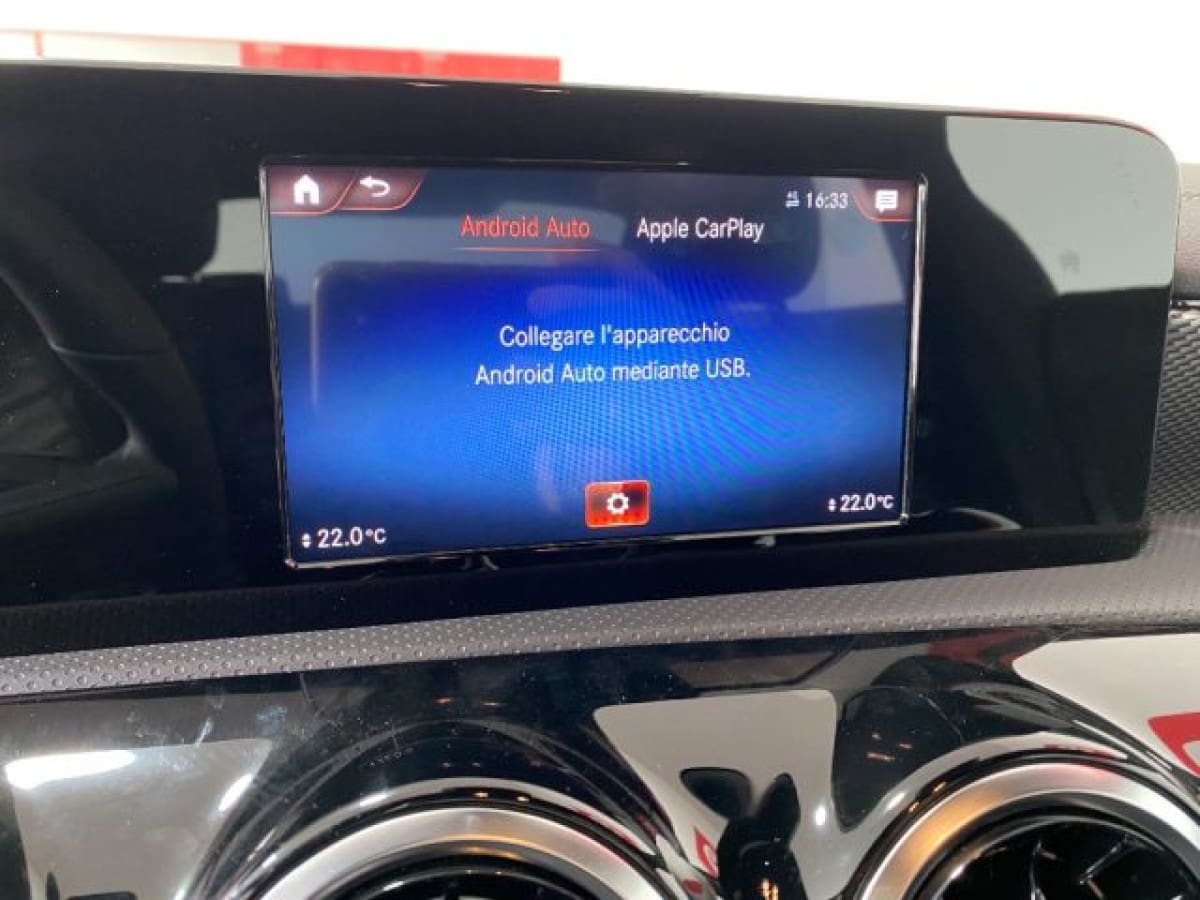 16:33
Android Auto Apple CarPlay
Collegare l'apparecchio
Android Auto mediante USB.
22.0°C 22.0°C